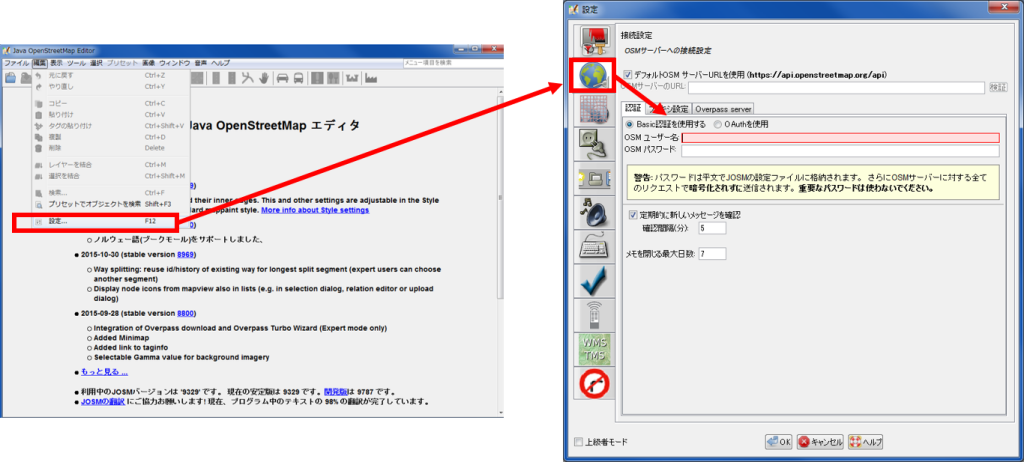 Java OpenStreetMap Editor
ファイル 編集 表示 ツール 選択 プリセット 画像 ウィンドウ 音声 ヘルプ
メニュー項目を検索
元に戻す Ctrl+Z
やり直し Ctrl+Y
コピー Ctrl+C
貼り付け Ctrl+V
タグの貼り付け Ctrl+Shift+V
複製 Ctrl+D
削除 Delete
レイヤーを結合 Ctrl+M
選択を結合 Ctrl+Shift+M
検索... Ctrl+F
プリセットでオブジェクトを検索 Shift+F3
設定... F12
Java OpenStreetMap エディタ
their inner edges. This and other settings are adjustable in the Style
mappaint style. More info about Style settings
ノルウェー語(ブークモール)をサポートしました、
2015-10-30 (stable version 8969)
Way splitting: reuse id/history of existing way for longest split segment (expert users can choose
another segment)
Display node icons from mapview also in lists (e.g. in selection dialog, relation editor or upload
dialog)
2015-09-28 (stable version 8800)
Integration of Overpass download and Overpass Turbo Wizard (Expert mode only)
Added Minimap
Added link to taginfo
Selectable Gamma value for background imagery
もっと見る ...
利用中のJOSMバージョンは '9329' です。 現在の安定版は 9329 です。開発版は 9787 です。
JOSMの翻訳 にご協力お願いします! 現在、プログラム中のテキストの 98% の翻訳が完了しています。
設定
接続設定
OSMサーバーへの接続設定
デフォルトOSM サーバーURLを使用 (https://api.openstreetmap.org/api)
OSMサーバーのURL: 検証
認証 設定 Overpass server
Basic認証を使用する OAuthを使用
OSM ユーザー名:
OSM パスワード:
警告: パスワードは平文でJOSMの設定ファイルに格納されます。 さらにOSMサーバーに対する全て
のリクエストで暗号化されずに送信されます。 重要なパスワードは使わないでください。
定期的に新しいメッセージを確認
確認間隔(分): 5
メモを閉じる最大日数: 7
WMS
TMS
上級者モード
OK キャンセル ヘルプ